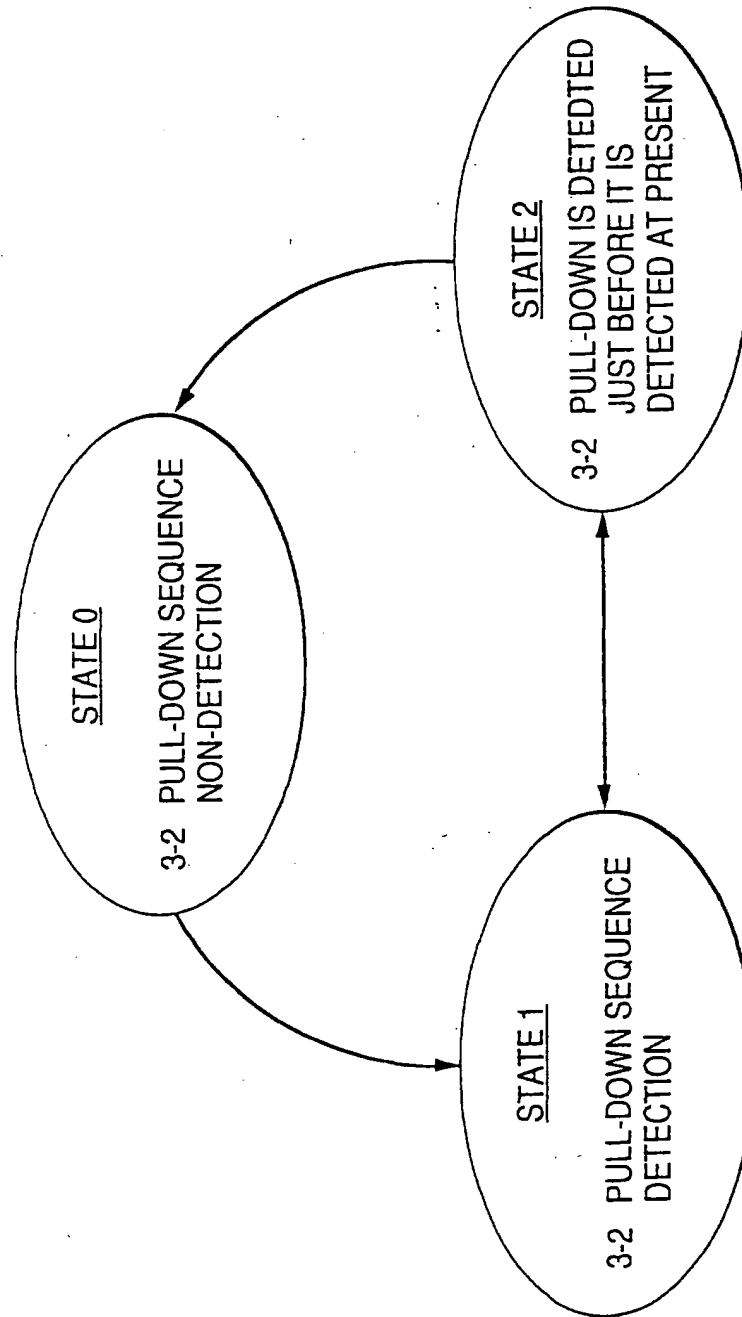 STATE 0
3-2 PULL-DOWN SEQUENCE
NON-DETECTION
STATE 1
3-2 PULL-DOWN SEQUENCE
DETECTION
STATE 2
3-2 PULL-DOWN IS DETEDTED
JUST BEFORE IT IS
DETECTED AT PRESENT